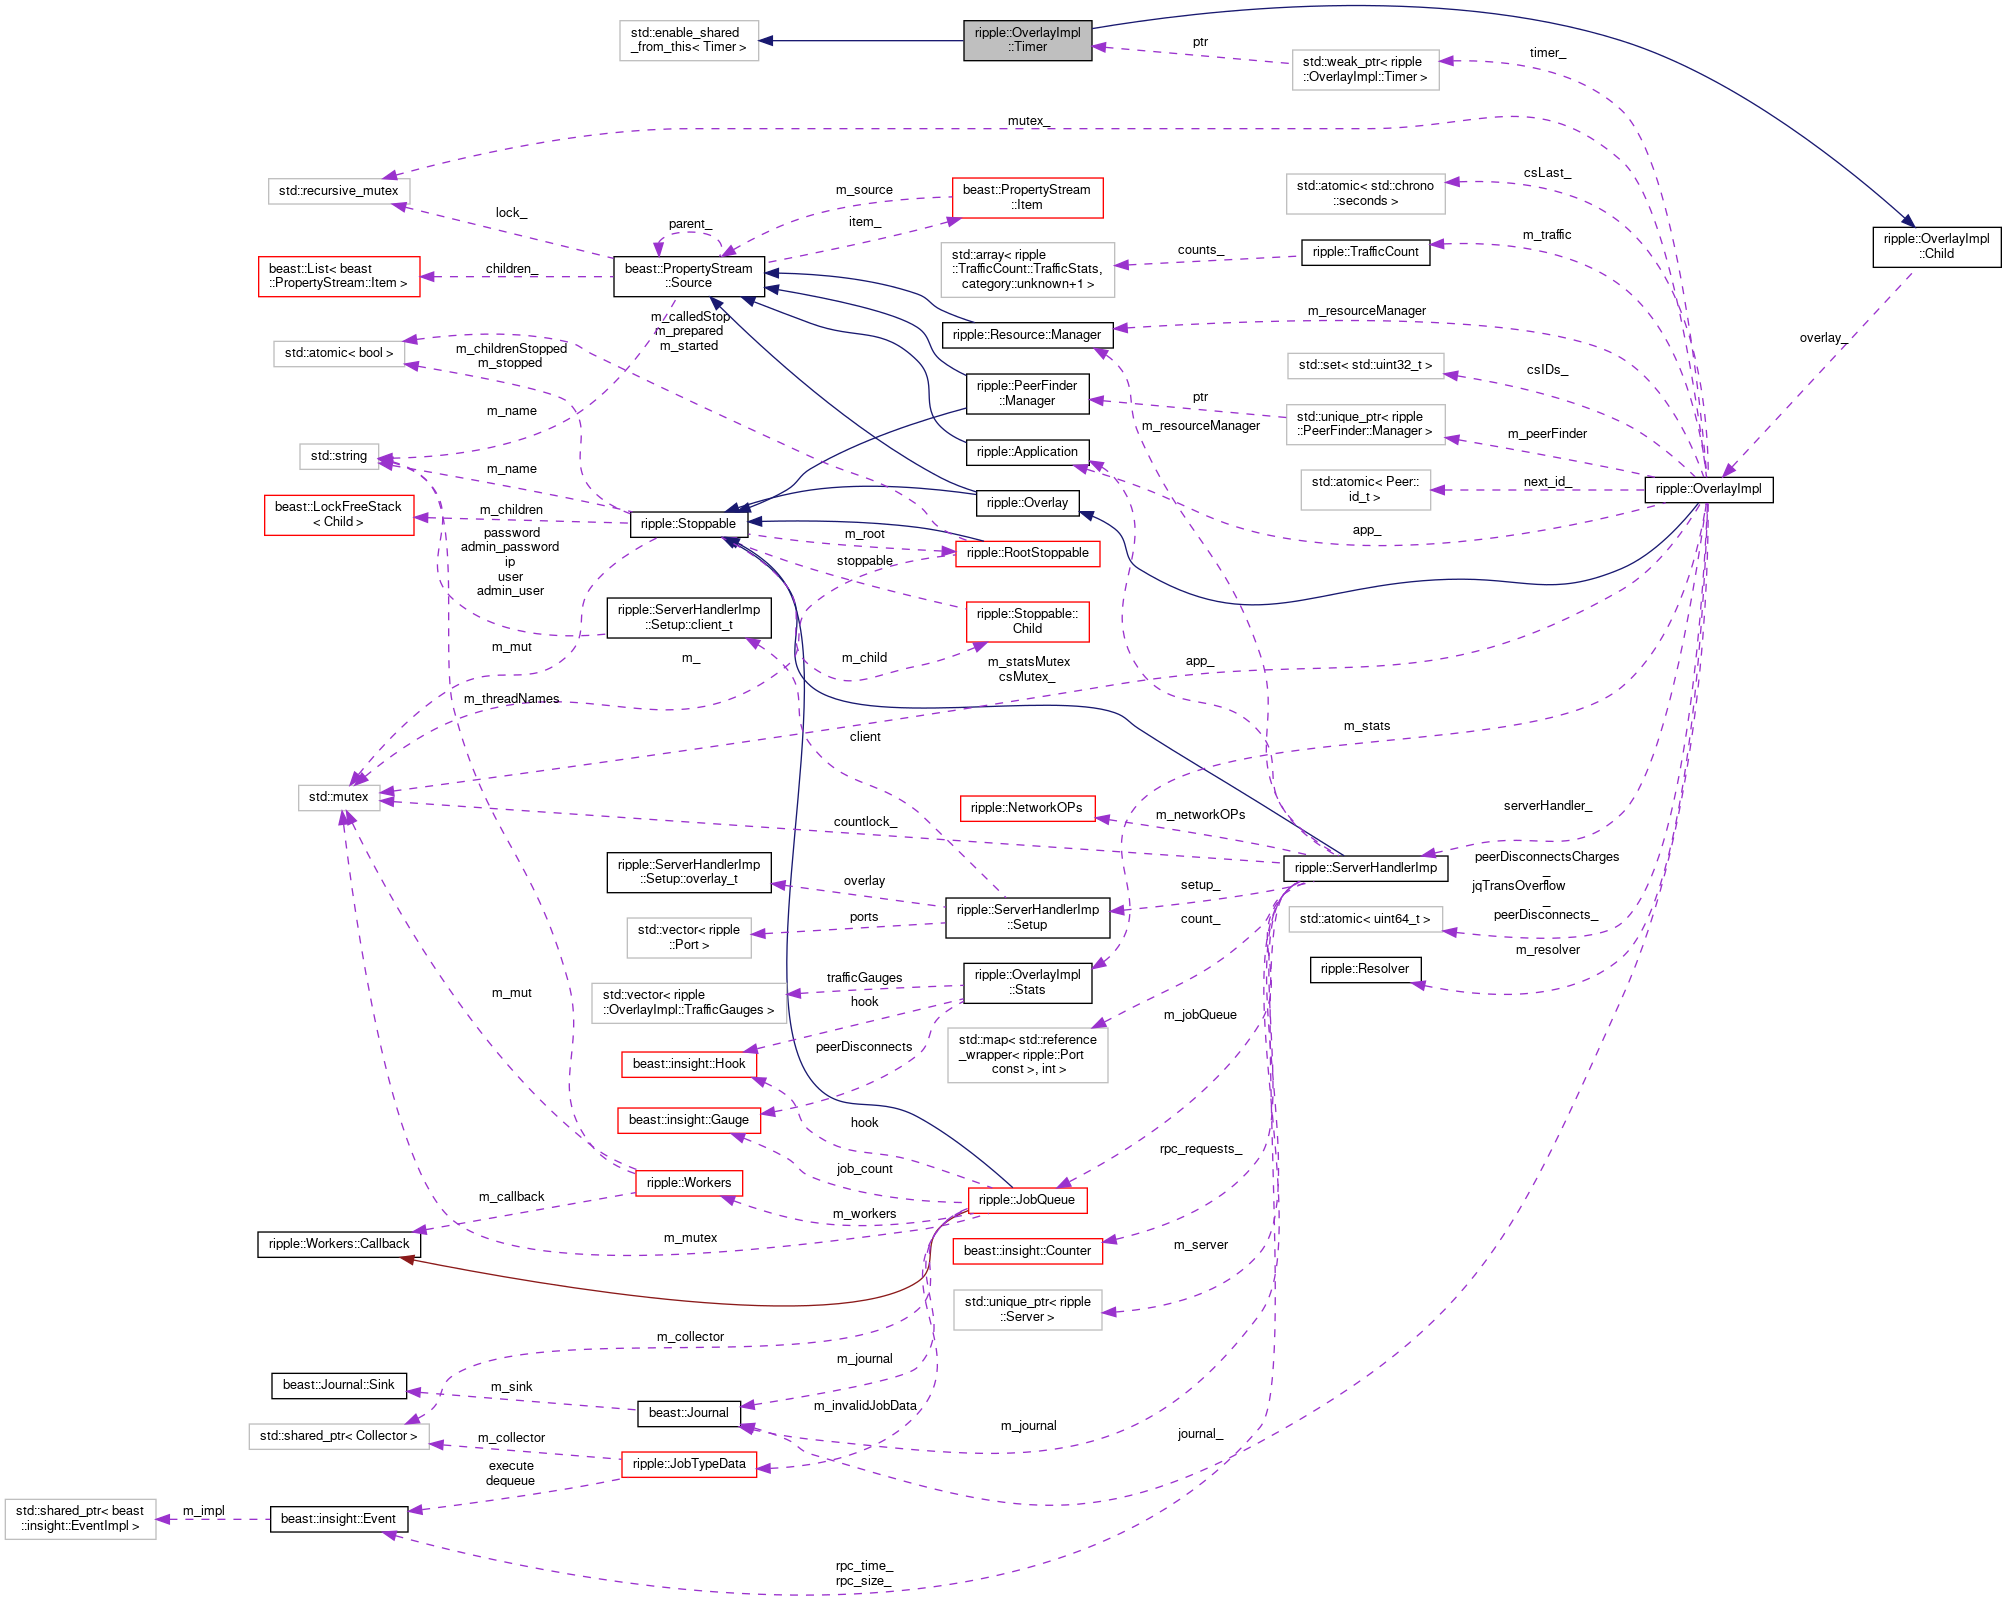 std::enable_shared
_from_this< Timer >
ripple::OverlayImpl
::Timer
ptr
std::weak_ptr< ripple
::OverlayImpl::Timer >
timer_
mutex_
std::recursive_mutex
lock_
parent_
m_source
item_
beast::PropertyStream
::Item
std::atomic< std::chrono
::seconds >
csLast_
m_traffic
ripple::OverlayImpl
::Child
beast::List< beast
::PropertyStream::Item >
children_
beast::PropertyStream
::Source
std::array< ripple
::TrafficCount::TrafficStats,
category::unknown+1 >
counts_
ripple::TrafficCount
m_calledStop
m_prepared
m_started
ripple::Resource::Manager
m_resourceManager
overlay_
std::atomic< bool >
m_childrenStopped
m_stopped
std::set< std::uint32_t >
csIDs_
ripple::PeerFinder
::Manager
ptr
std::unique_ptr< ripple
::PeerFinder::Manager >
m_peerFinder
m_name
m_resourceManager
std::string
ripple::Application
m_name
std::atomic< Peer::
id_t >
next_id_
ripple::OverlayImpl
beast::LockFreeStack
< Child >
m_children
ripple::Stoppable
ripple::Overlay
app_
password
admin_password
ip
user
admin_user
m_root
ripple::RootStoppable
stoppable
ripple::ServerHandlerImp
::Setup::client_t
ripple::Stoppable::
Child
m_mut
m_
m_child
m_statsMutex
csMutex_
app_
m_threadNames
client
m_stats
std::mutex
ripple::NetworkOPs
m_networkOPs
serverHandler_
countlock_
ripple::ServerHandlerImp
::Setup::overlay_t
overlay
ripple::ServerHandlerImp
peerDisconnectsCharges
_
jqTransOverflow
_
peerDisconnects_
setup_
ripple::ServerHandlerImp
::Setup
count_
std::atomic< uint64_t >
std::vector< ripple
::Port >
ports
ripple::Resolver
m_resolver
trafficGauges
std::vector< ripple
::OverlayImpl::TrafficGauges >
hook
ripple::OverlayImpl
::Stats
m_mut
m_jobQueue
peerDisconnects
std::map< std::reference
_wrapper< ripple::Port
const >, int >
beast::insight::Hook
beast::insight::Gauge
hook
rpc_requests_
job_count
ripple::Workers
ripple::JobQueue
m_callback
m_workers
ripple::Workers::Callback
m_mutex
beast::insight::Counter
m_server
std::unique_ptr< ripple
::Server >
m_collector
m_journal
beast::Journal::Sink
m_sink
beast::Journal
m_invalidJobData
m_journal
journal_
std::shared_ptr< Collector >
m_collector
ripple::JobTypeData
execute
dequeue
std::shared_ptr< beast
::insight::EventImpl >
m_impl
beast::insight::Event
rpc_time_
rpc_size_